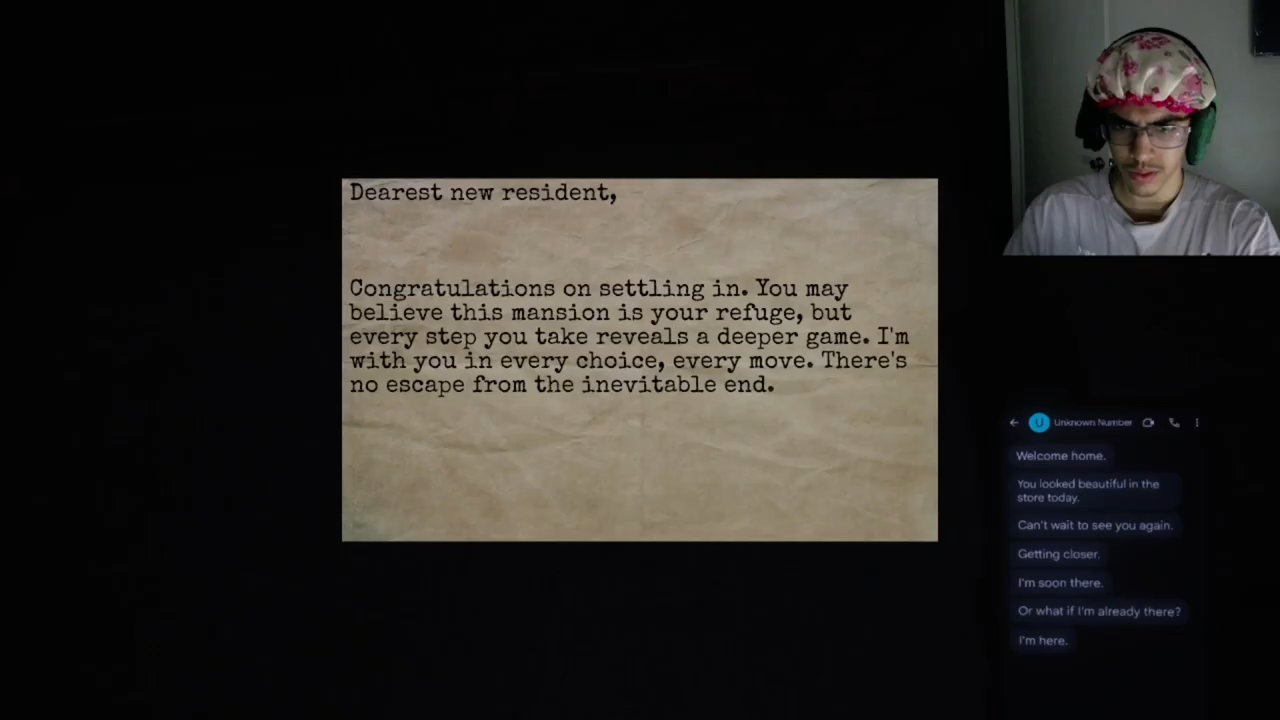 Dearest new resident,
Congratulations on settling in. You may
believe this mansion is your refuge, but
every step you take reveals a deeper game. I'm
with you in every choice, every move. There's
no escape from the inevitable end.
U Unknown Number
Welcome home.
You looked beautiful in the
store today.
Can't wait to see you again.
Getting closer.
I'm soon there.
Or what if I'm already there?
I'm here.